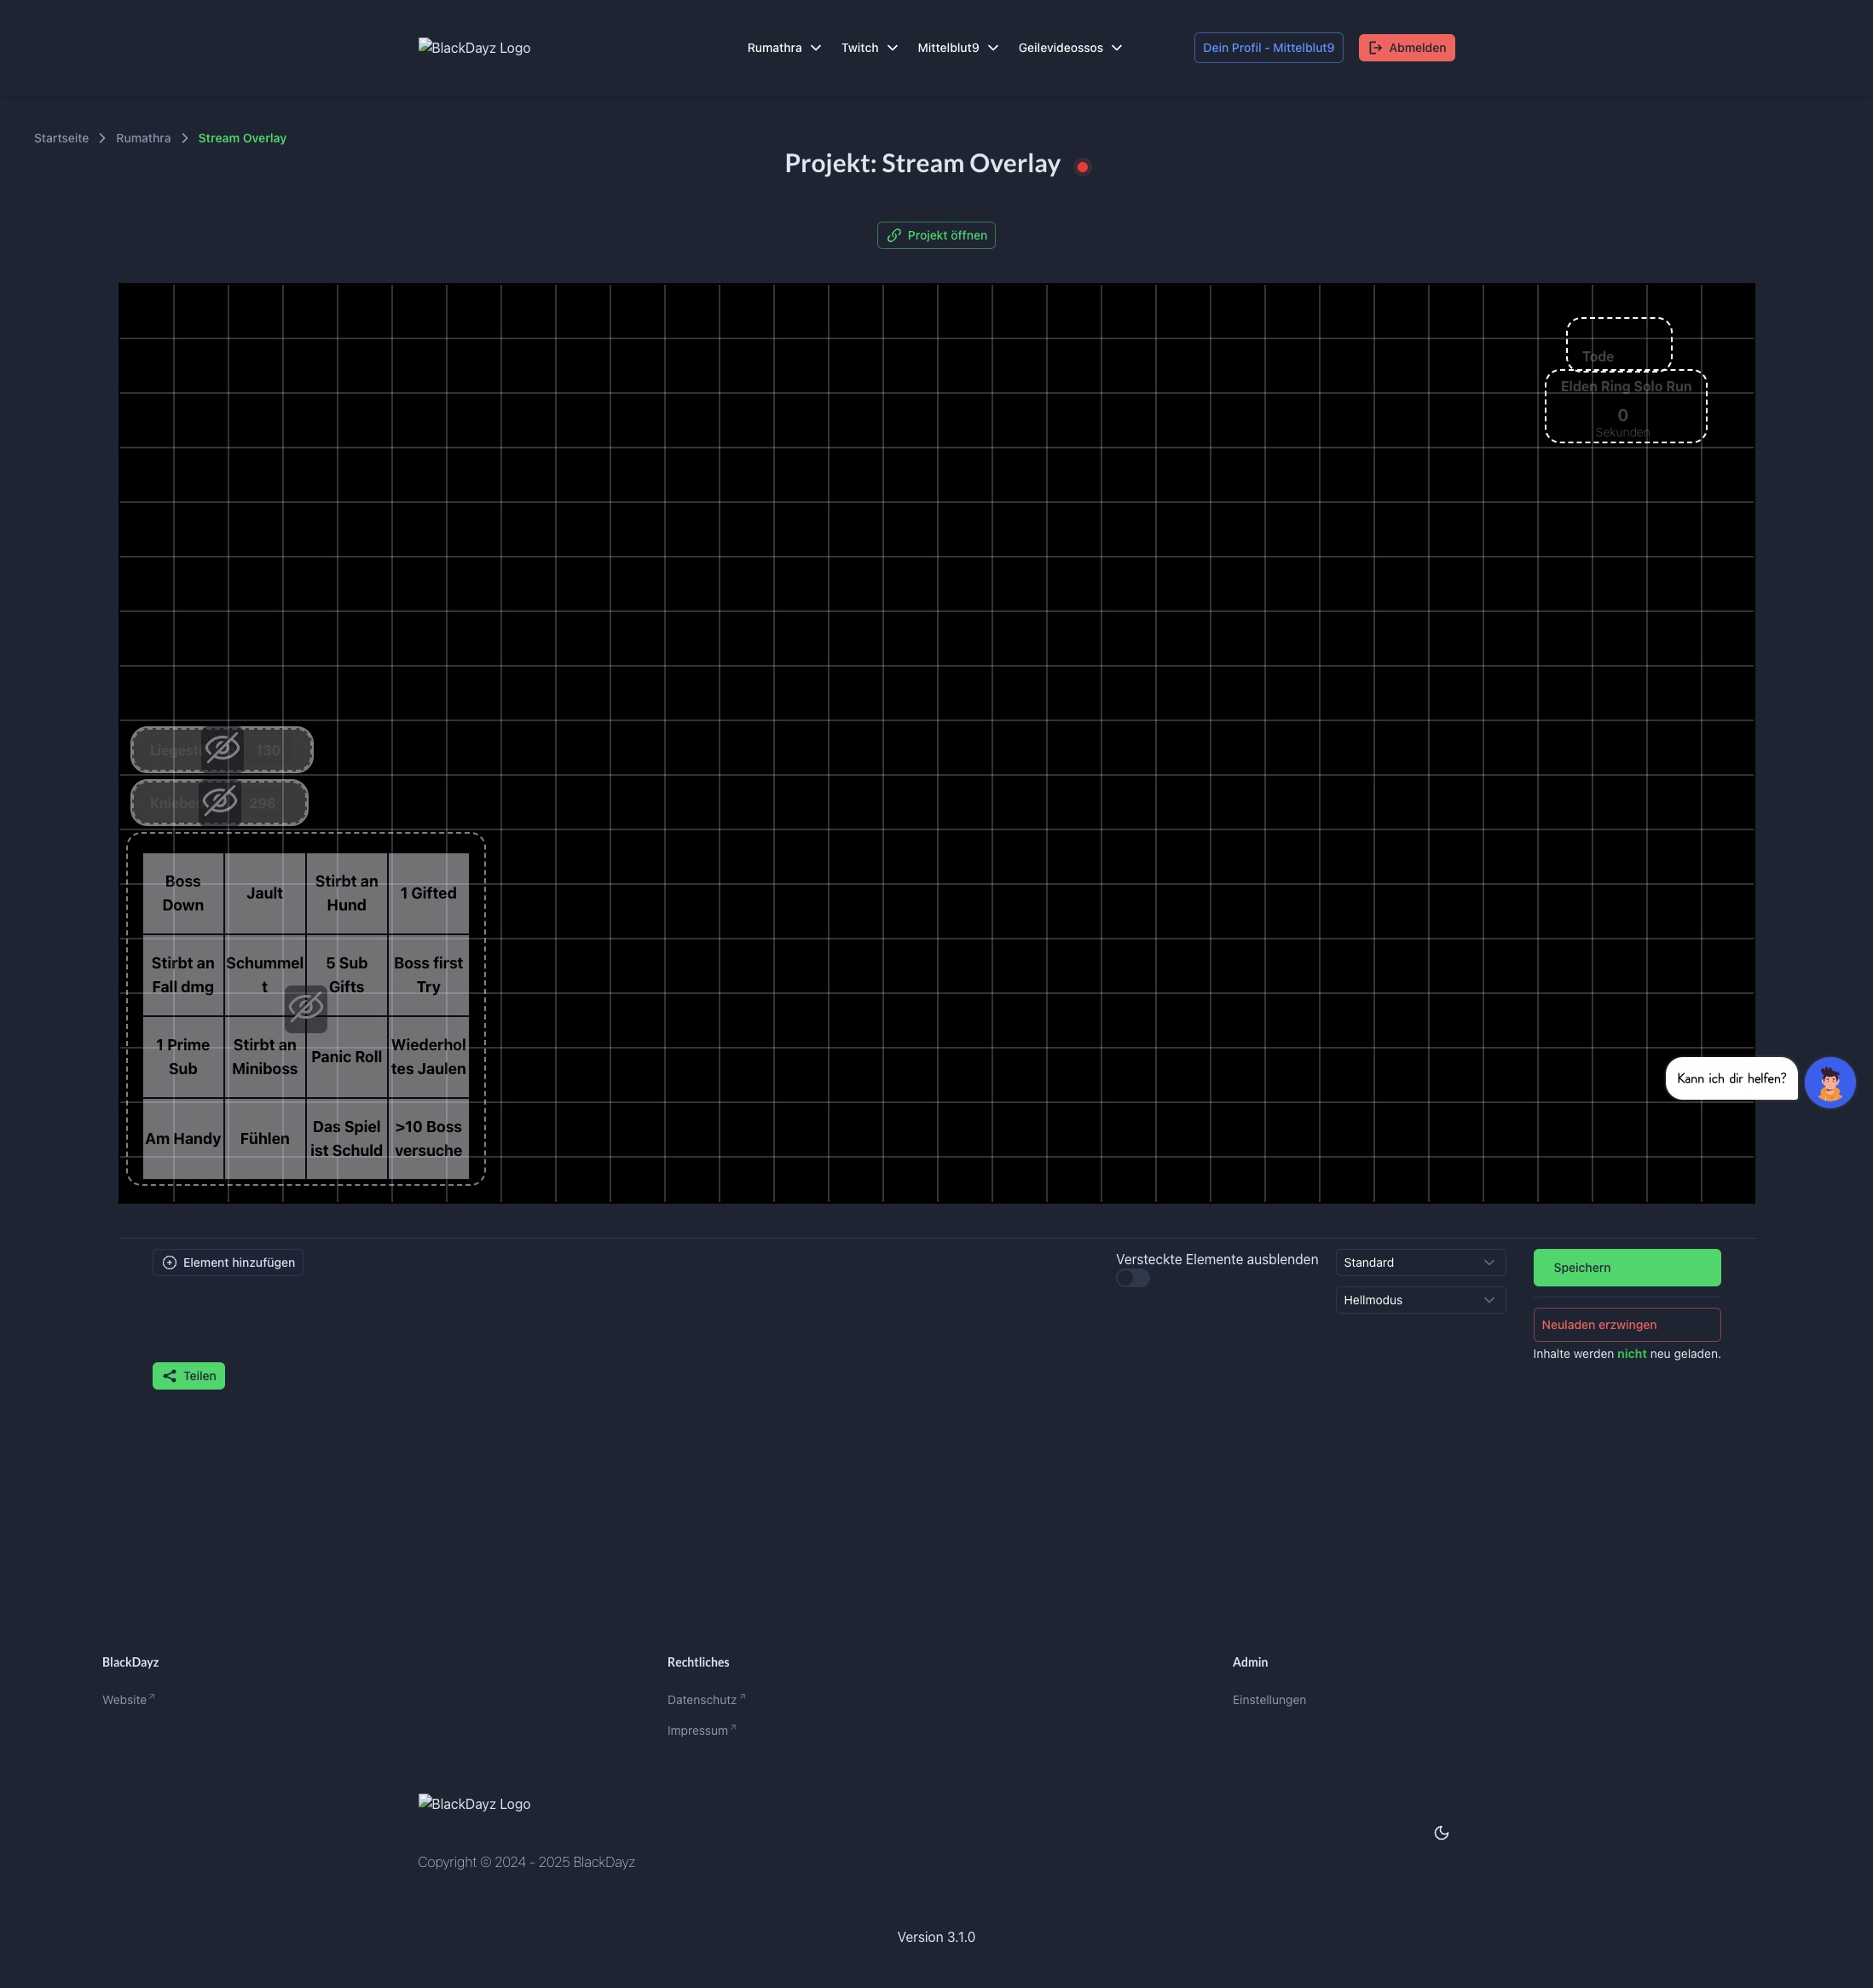 BlackDayz Logo
Rumathra
Twitch
Mittelblut9
Geilevideossos
Dein Profil - Mittelblut9
Abmelden
Startseite
Rumathra
Stream Overlay
Projekt: Stream Overlay
Projekt öffnen
Tode
Elden Ring Solo Run
0
Sekunden
130
296
Boss
Down
Jault
Stirbt an
Hund
1 Gifted
Stirbt an
Fall dmg
Schummel
t
5 Sub
Gifts
Boss first
Try
1 Prime
Sub
Stirbt an
Miniboss
Panic Roll
Wiederhol
tes Jaulen
Am Handy
Fühlen
Das Spiel
ist Schuld
>10 Boss
versuche
Kann ich dir helfen?
Element hinzufügen
Versteckte Elemente ausblenden
Standard
Hellmodus
Speichern
Neuladen erzwingen
Inhalte werden nicht neu geladen.
Teilen
BlackDayz
Website
Rechtliches
Datenschutz
Impressum
Admin
Einstellungen
BlackDayz Logo
Copyright © 2024 - 2025 BlackDayz
Version 3.1.0